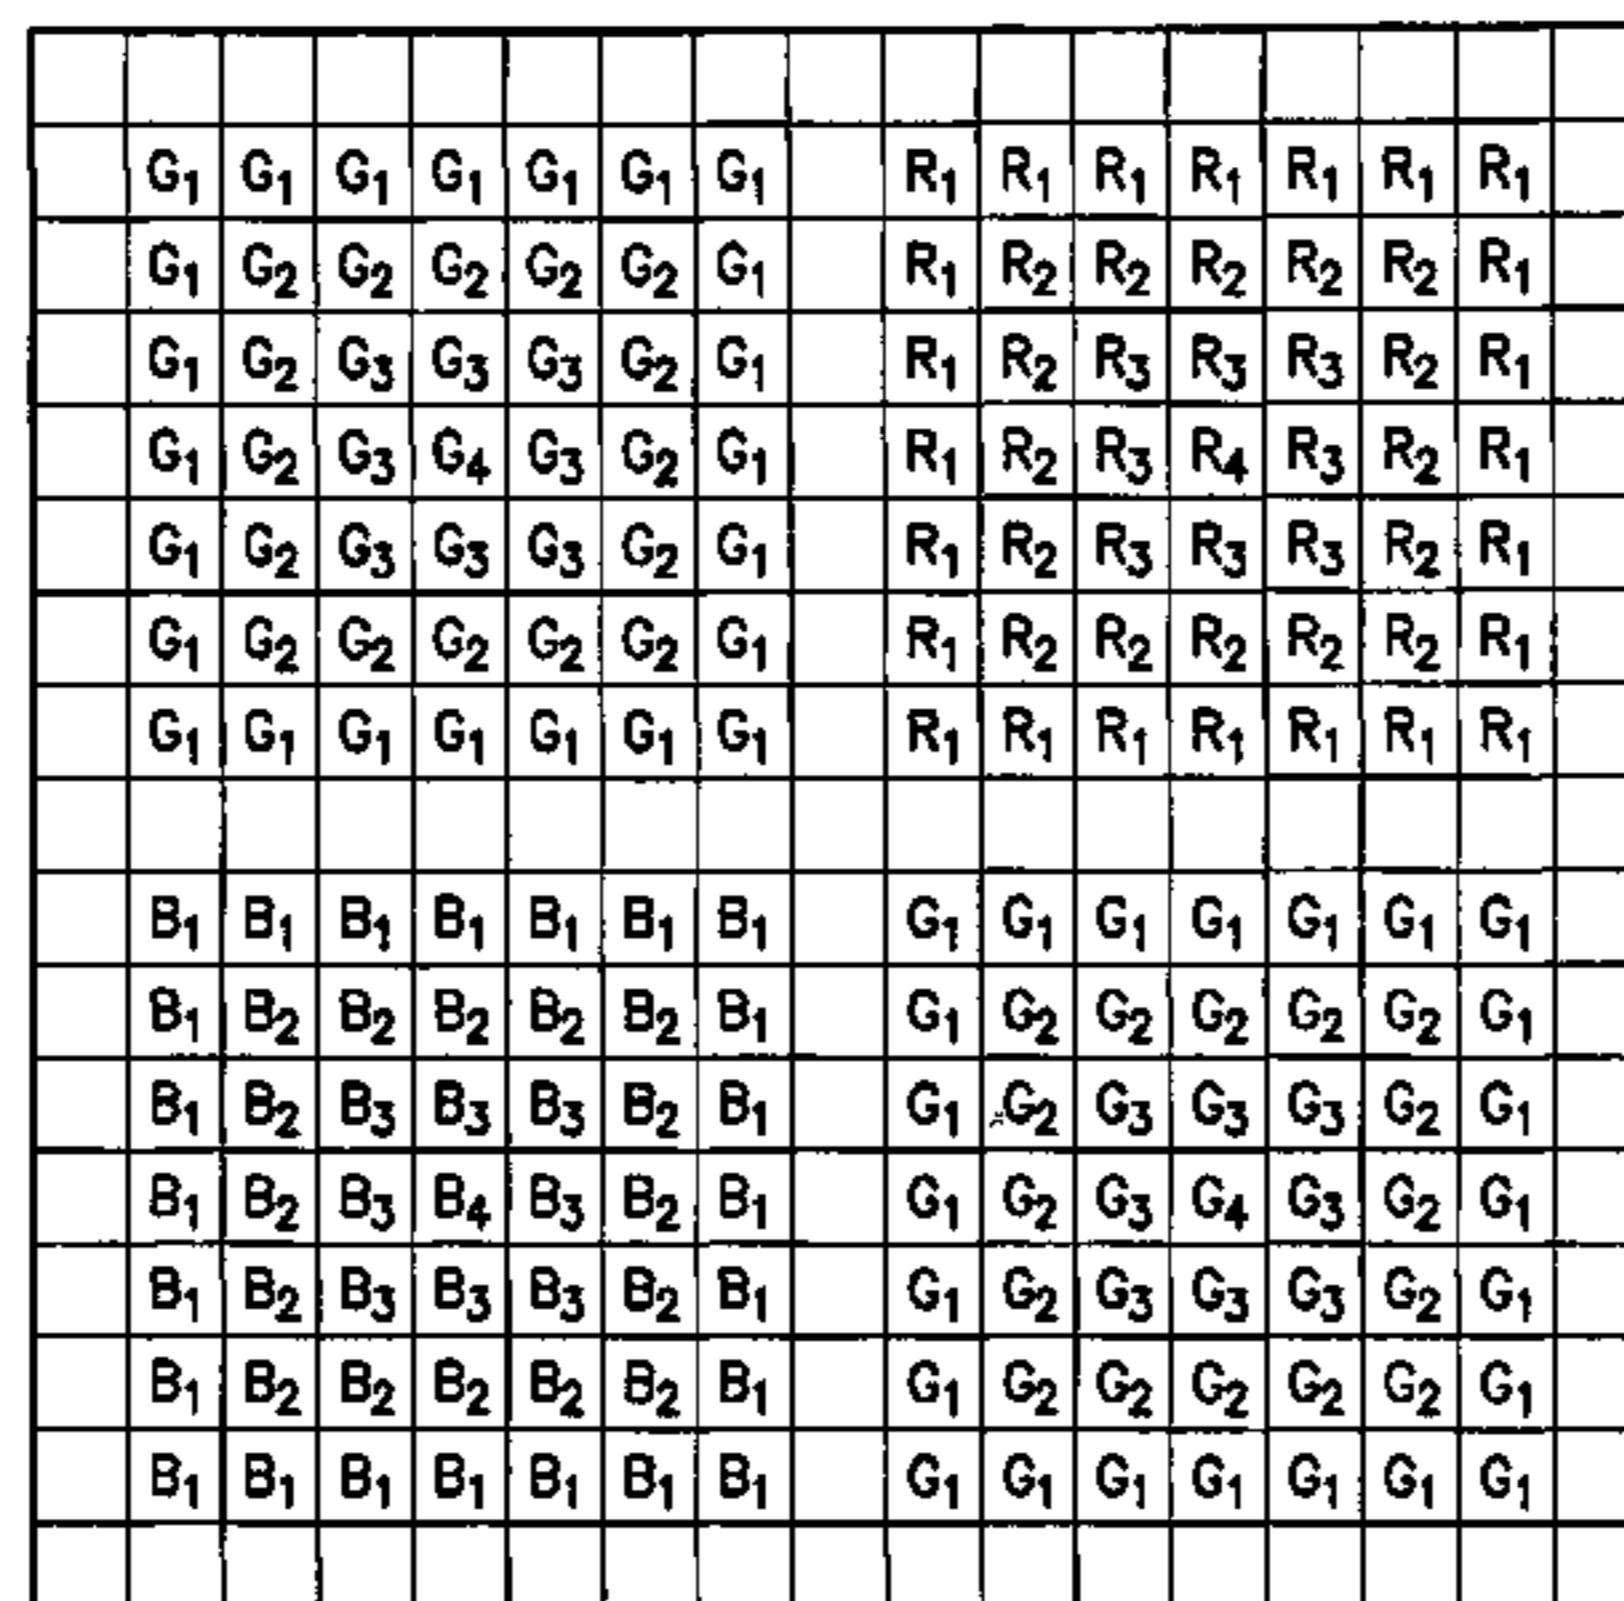 G₁ G₁ G₁ G₁ G₁ G₁ G₁ R₁ R₁ R₁ R₁ R₁ R₁ R₁
G₁ G₂ G₂ G₂ G₂ G₂ G₁ R₁ R₂ R₂ R₂ R₂ R₂ R₁
G₁ G₂ G₃ G₃ G₃ G₂ G₁ R₁ R₂ R₃ R₃ R₃ R₂ R₁
G₁ G₂ G₃ G₄ G₃ G₂ G₁ R₁ R₂ R₃ R₄ R₃ R₂ R₁
G₁ G₂ G₃ G₃ G₃ G₂ G₁ R₁ R₂ R₃ R₃ R₃ R₂ R₁
G₁ G₂ G₂ G₂ G₂ G₂ G₁ R₁ R₂ R₂ R₂ R₂ R₂ R₁
G₁ G₁ G₁ G₁ G₁ G₁ G₁ R₁ R₁ R₁ R₁ R₁ R₁ R₁
B₁ B₁ B₁ B₁ B₁ B₁ B₁ G₁ G₁ G₁ G₁ G₁ G₁ G₁
B₁ B₂ B₂ B₂ B₂ B₂ B₁ G₁ G₂ G₂ G₂ G₂ G₂ G₁
B₁ B₂ B₃ B₃ B₃ B₂ B₁ G₁ G₂ G₃ G₃ G₃ G₂ G₁
B₁ B₂ B₃ B₄ B₃ B₂ B₁ G₁ G₂ G₃ G₄ G₃ G₂ G₁
B₁ B₂ B₃ B₃ B₃ B₂ B₁ G₁ G₂ G₃ G₃ G₃ G₂ G₁
B₁ B₂ B₂ B₂ B₂ B₂ B₁ G₁ G₂ G₂ G₂ G₂ G₂ G₁
B₁ B₁ B₁ B₁ B₁ B₁ B₁ G₁ G₁ G₁ G₁ G₁ G₁ G₁